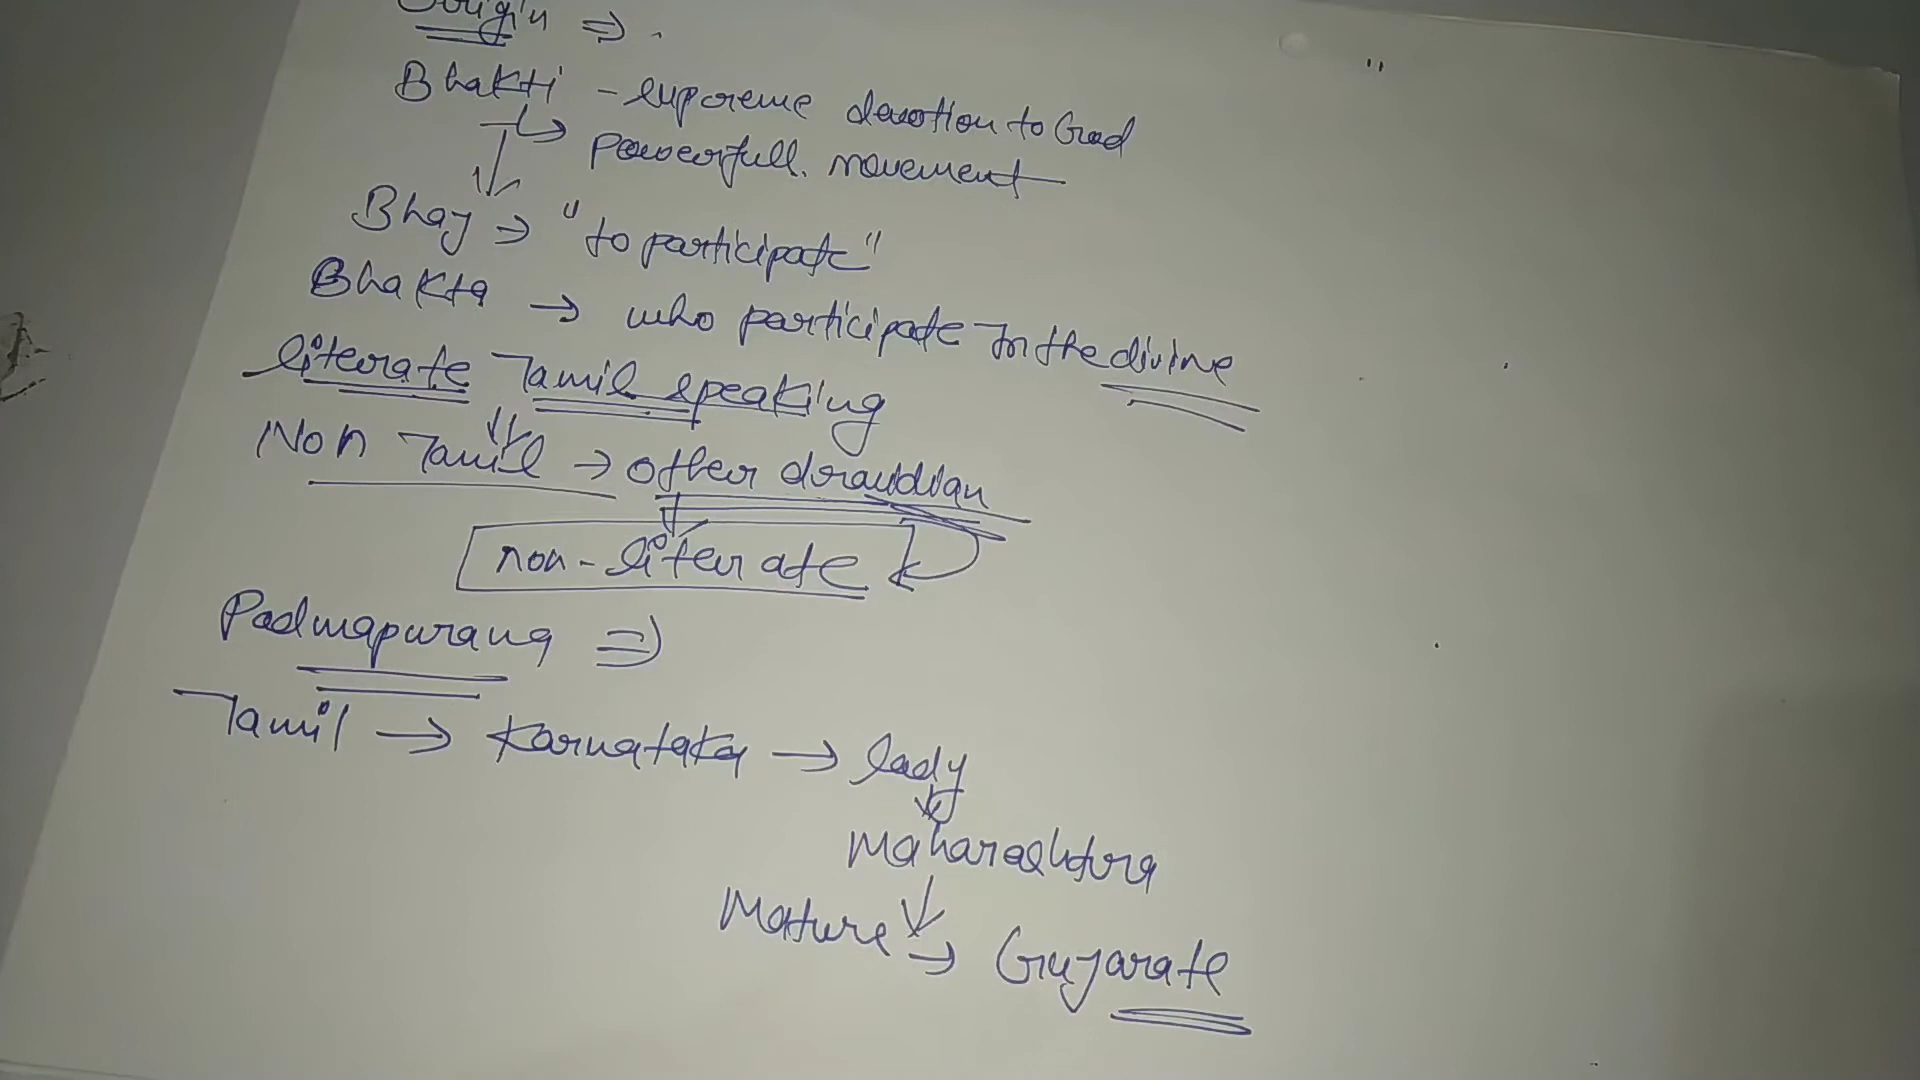 Origin ⇒
Bhakti - supreme devotion to God
↳ powerfull. movement
Bhaj ⇒ "to participate"
Bhakta → who participate In the divine
literate Tamil speaking
Non Tamil → other dravidian
non-literate
Padmapurana ⇒
Tamil → Karnataka → lady
Maharashtra
Mature → Gujarate